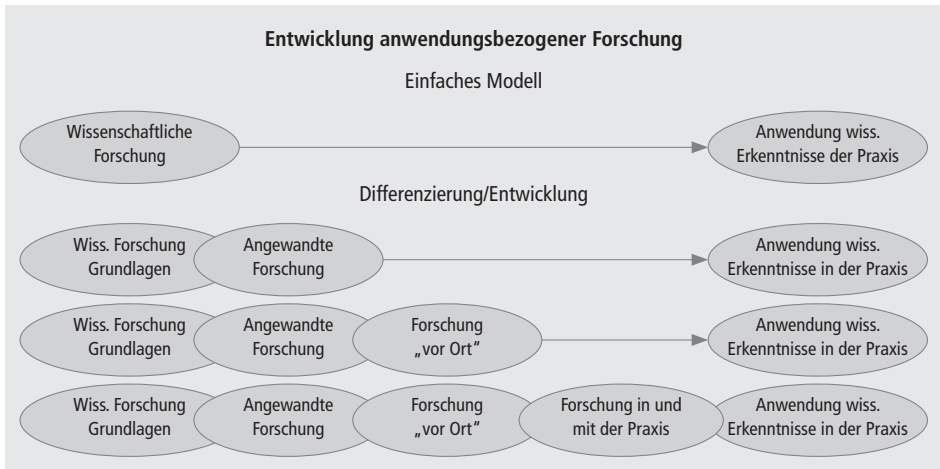 Entwicklung anwendungsbezogener Forschung
Einfaches Modell
Wissenschaftliche
Forschung
Anwendung wiss.
Erkenntnisse der Praxis
Differenzierung/Entwicklung
Wiss. Forschung
Grundlagen
Angewandte
Forschung
Anwendung wiss.
Erkenntnisse in der Praxis
Wiss. Forschung
Grundlagen
Angewandte
Forschung
Forschung
„vor Ort“
Anwendung wiss.
Erkenntnisse in der Praxis
Wiss. Forschung
Grundlagen
Angewandte
Forschung
Forschung
„vor Ort“
Forschung in und
mit der Praxis
Anwendung wiss.
Erkenntnisse in der Praxis